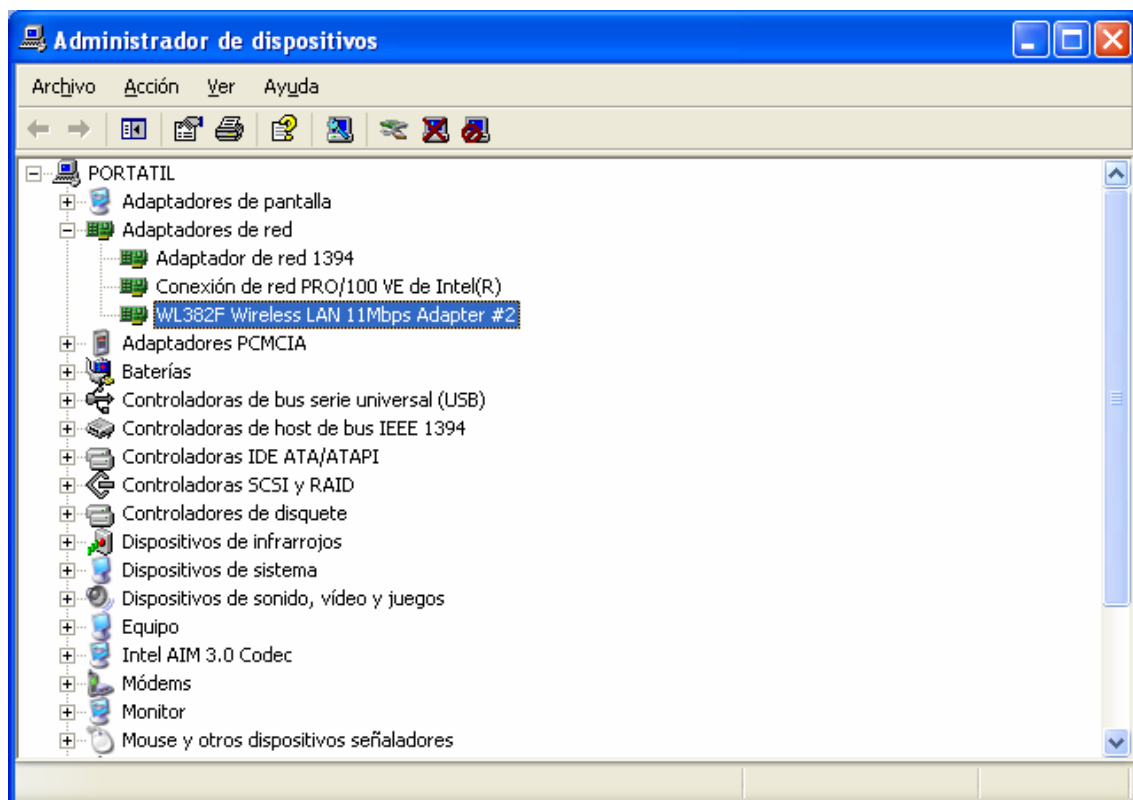 Administrador de dispositivos
Archivo Acción Ver Ayuda
PORTATIL
Adaptadores de pantalla
Adaptadores de red
Adaptador de red 1394
Conexión de red PRO/100 VE de Intel(R)
WL382F Wireless LAN 11Mbps Adapter #2
Adaptadores PCMCIA
Baterías
Controladoras de bus serie universal (USB)
Controladoras de host de bus IEEE 1394
Controladoras IDE ATA/ATAPI
Controladoras SCSI y RAID
Controladores de disquete
Dispositivos de infrarrojos
Dispositivos de sistema
Dispositivos de sonido, vídeo y juegos
Equipo
Intel AIM 3.0 Codec
Módems
Monitor
Mouse y otros dispositivos señaladores